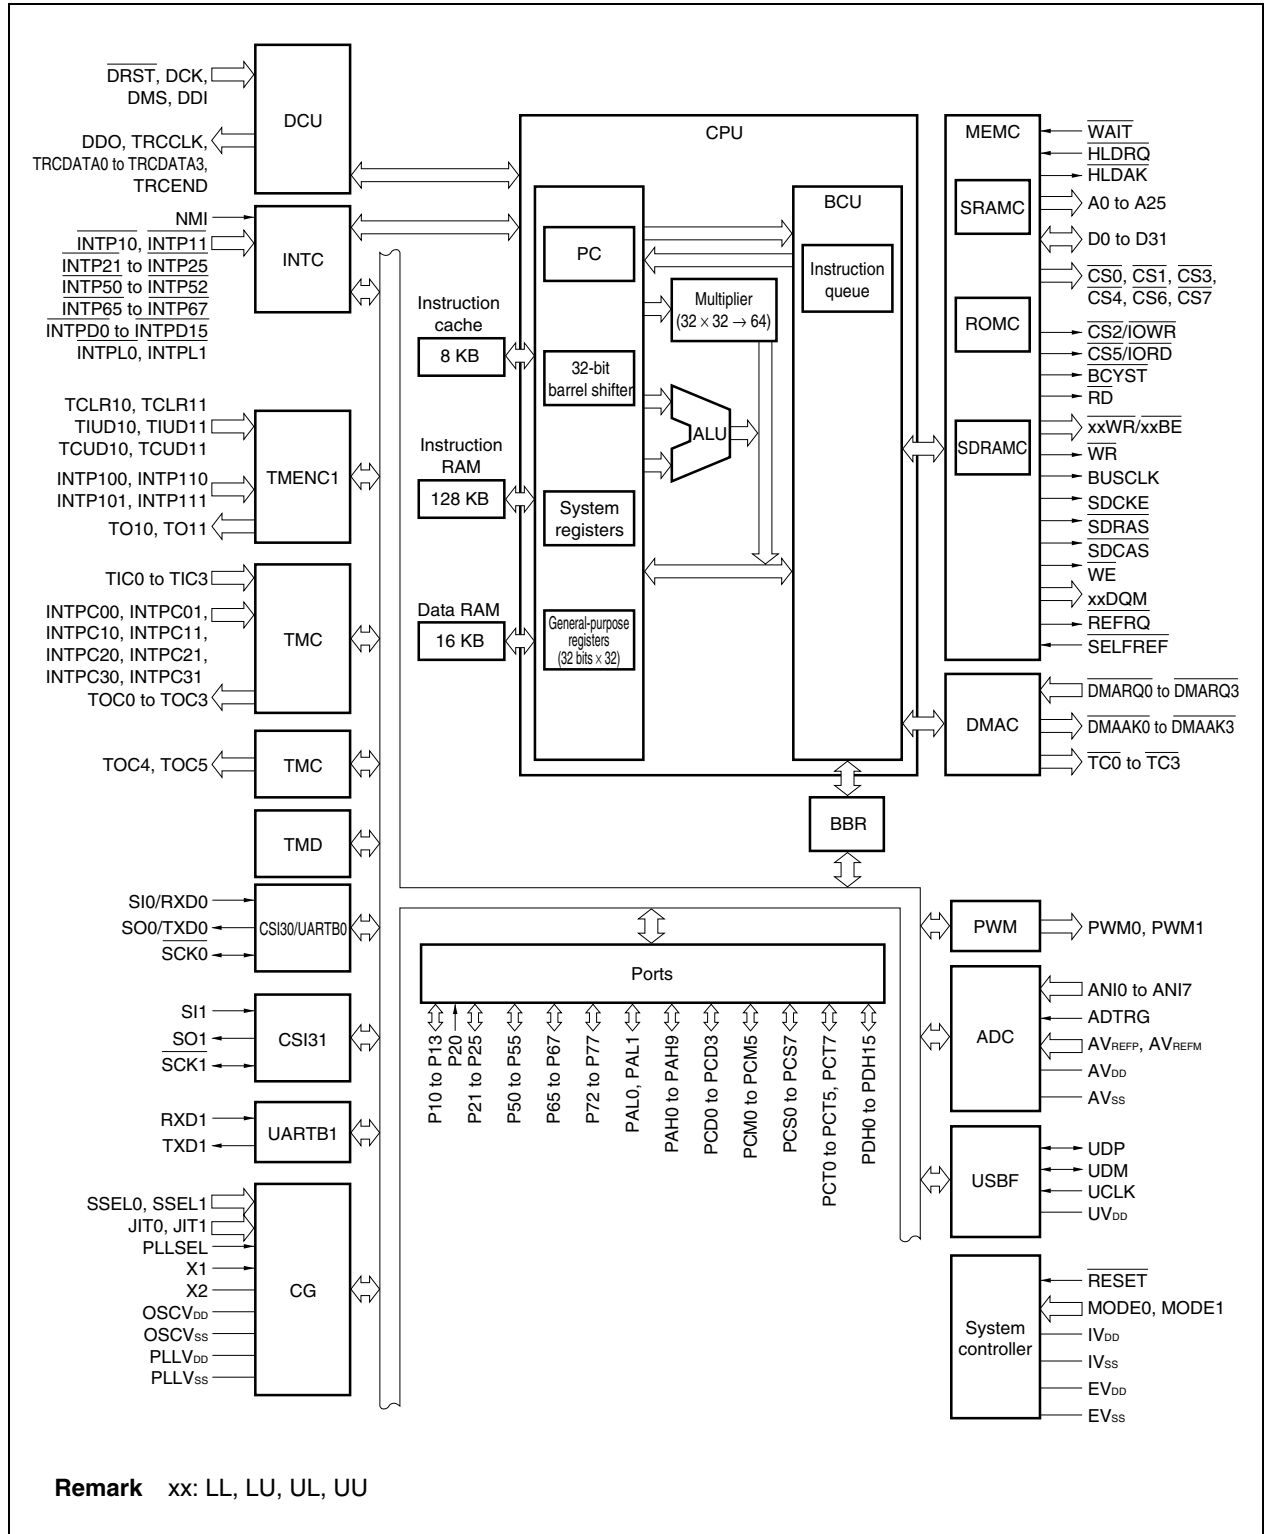 DRST, DCK,
DMS, DDI
DDO, TRCCLK,
TRCDATA0 to TRCDATA3,
TRCEND
DCU
NMI
INTP10, INTP11
INTP21 to INTP25
INTP50 to INTP52
INTP65 to INTP67
INTPD0 to INTPD15
INTPL0, INTPL1
INTC
TCLR10, TCLR11
TIUD10, TIUD11
TCUD10, TCUD11
INTP100, INTP110
INTP101, INTP111
TO10, TO11
TMENC1
TIC0 to TIC3
INTPC00, INTPC01,
INTPC10, INTPC11,
INTPC20, INTPC21,
INTPC30, INTPC31
TOC0 to TOC3
TMC
TOC4, TOC5
TMC
TMD
SI0/RXD0
SO0/TXD0
SCK0
CSI30/UARTB0
SI1
SO1
SCK1
CSI31
RXD1
TXD1
UARTB1
SSEL0, SSEL1
JIT0, JIT1
PLLSEL
X1
X2
OSCVDD
OSCVSS
PLLVDD
PLLVSS
CG
CPU
Instruction
cache
8 KB
Instruction
RAM
128 KB
Data RAM
16 KB
PC
32-bit
barrel shifter
System
registers
General-purpose
registers
(32 bits × 32)
Multiplier
(32 × 32 → 64)
ALU
BCU
Instruction
queue
BBR
Ports
P10 to P13
P20
P21 to P25
P50 to P55
P65 to P67
P72 to P77
PAL0, PAL1
PAH0 to PAH9
PCD0 to PCD3
PCM0 to PCM5
PCS0 to PCS7
PCT0 to PCT5, PCT7
PDH0 to PDH15
MEMC
SRAMC
ROMC
SDRAMC
WAIT
HLDRQ
HLDAK
A0 to A25
D0 to D31
CS0, CS1, CS3,
CS4, CS6, CS7
CS2/IOWR
CS5/IORD
BCYST
RD
xxWR/xxBE
WR
BUSCLK
SDCKE
SDRAS
SDCAS
WE
xxDQM
REFRQ
SELFREF
DMAC
DMARQ0 to DMARQ3
DMAAK0 to DMAAK3
TC0 to TC3
PWM
PWM0, PWM1
ADC
ANI0 to ANI7
ADTRG
AVREFP, AVREFM
AVDD
AVSS
USBF
UDP
UDM
UCLK
UVDD
System
controller
RESET
MODE0, MODE1
IVDD
IVSS
EVDD
EVSS
Remark xx: LL, LU, UL, UU